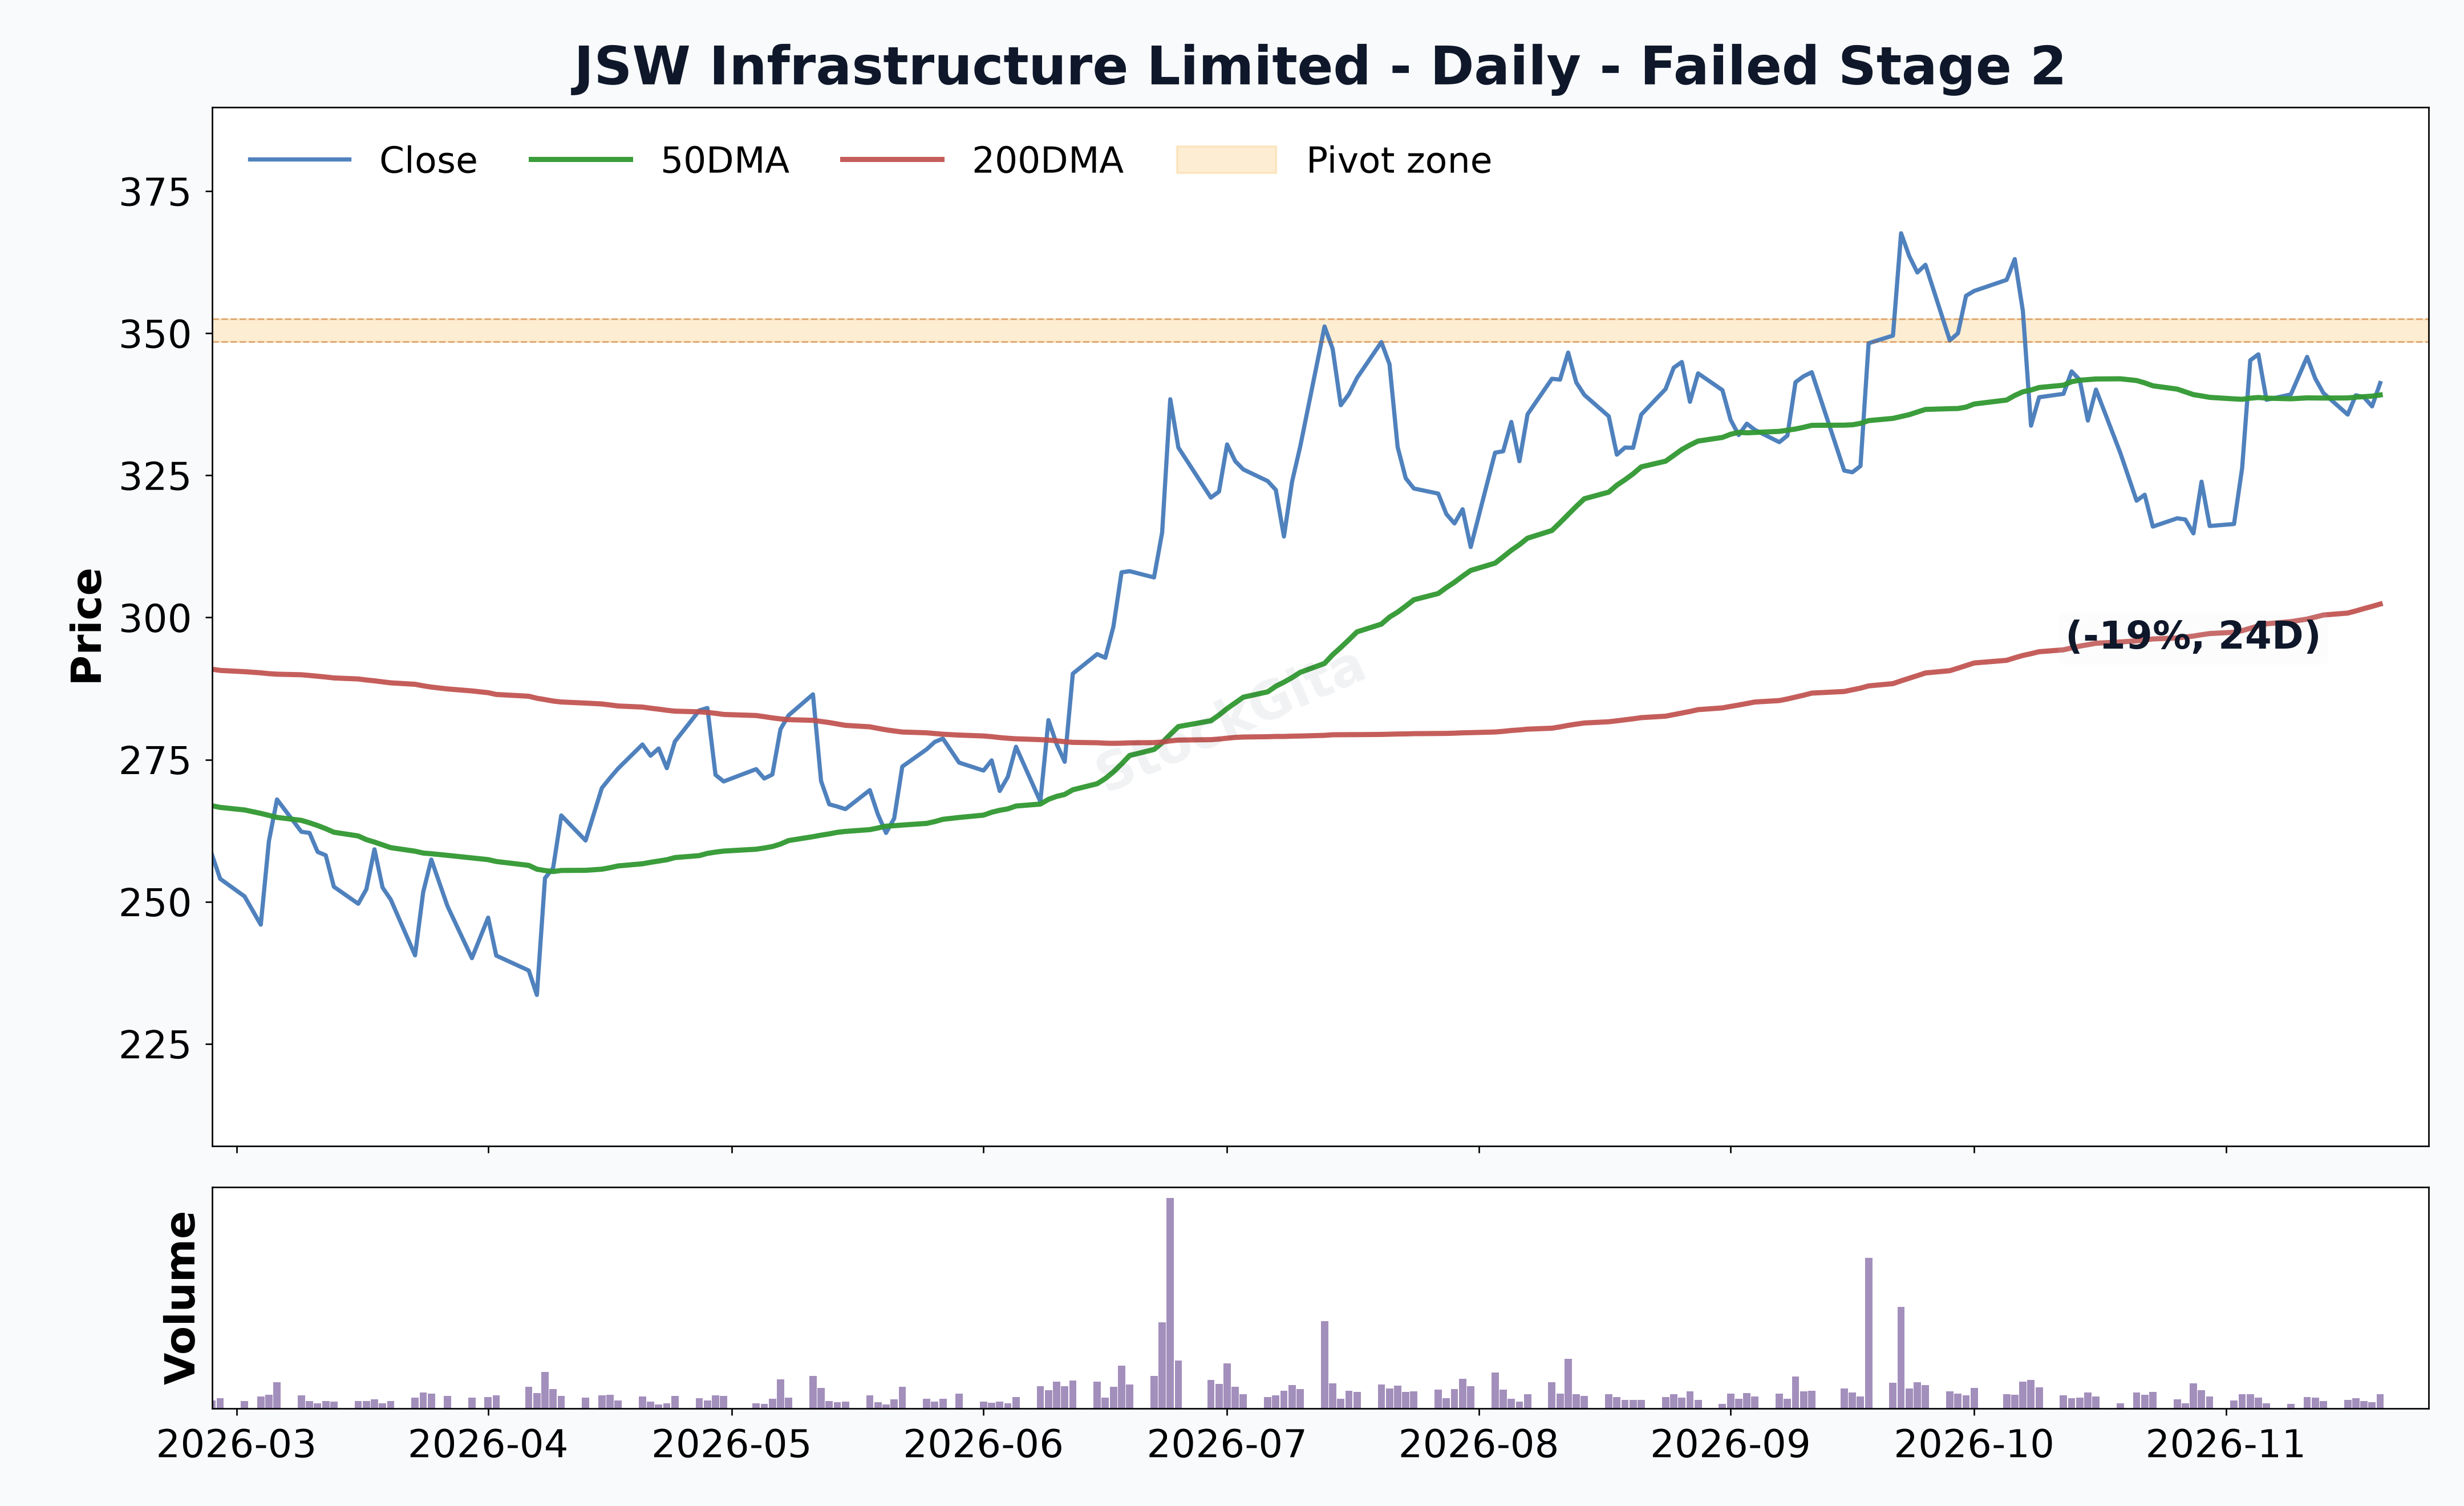 JSW Infrastructure Limited - Daily - Failed Stage 2
Close 50DMA 200DMA Pivot zone
Price
375
350
325
300
275
250
225
(-19%, 24D)
StockGita
Volume
2026-03 2026-04 2026-05 2026-06 2026-07 2026-08 2026-09 2026-10 2026-11